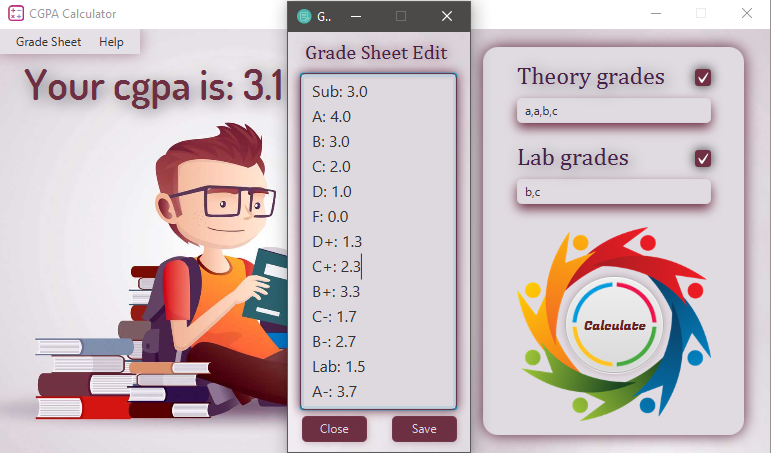 CGPA Calculator
Grade Sheet Help
Your cgpa is: 3.1
G..
Grade Sheet Edit
Sub: 3.0
A: 4.0
B: 3.0
C: 2.0
D: 1.0
F: 0.0
D+: 1.3
C+: 2.3
B+: 3.3
C-: 1.7
B-: 2.7
Lab: 1.5
A-: 3.7
Close Save
Theory grades
a,a,b,c
Lab grades
b,c
Calculate